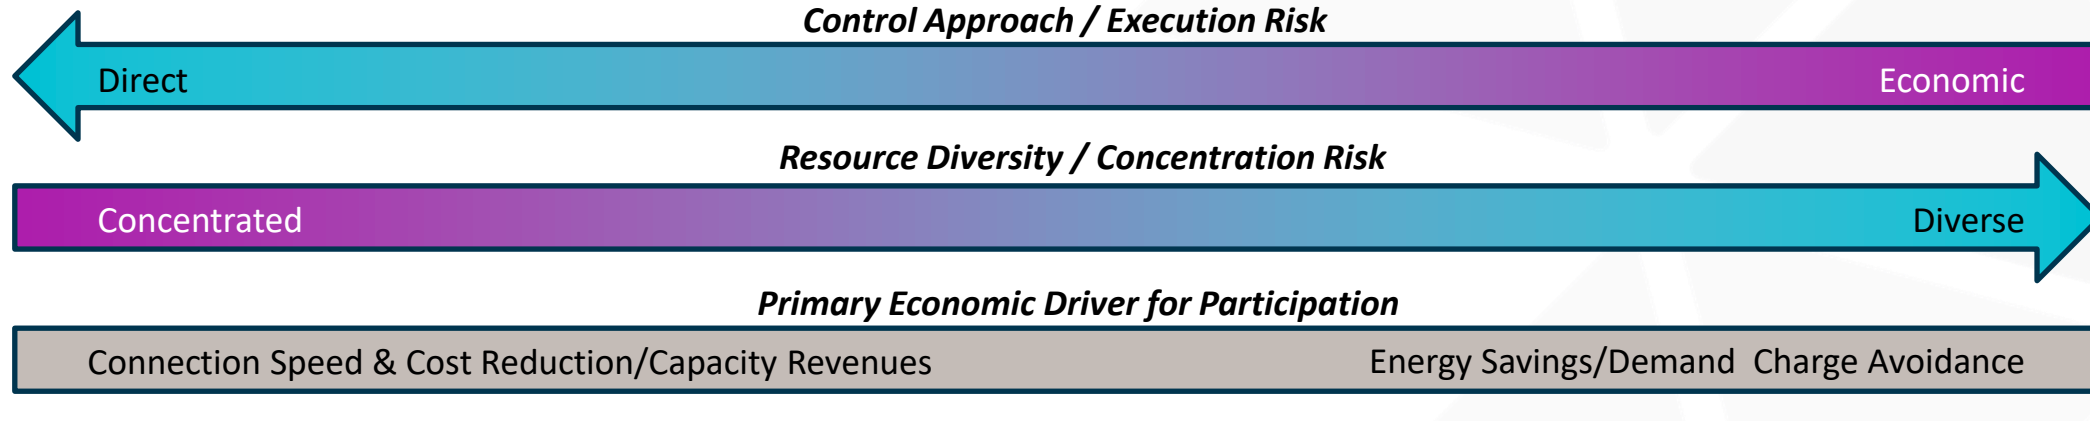 Control Approach / Execution Risk
Direct Economic
Resource Diversity / Concentration Risk
Concentrated Diverse
Primary Economic Driver for Participation
Connection Speed & Cost Reduction/Capacity Revenues Energy Savings/Demand  Charge Avoidance